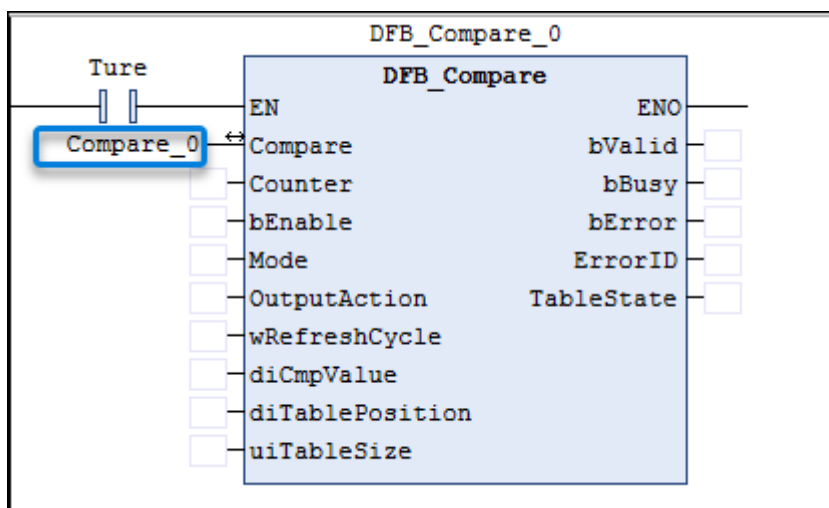 DFB_Compare_0
Ture
DFB_Compare
EN ENO
Compare_0 Compare bValid
Counter bBusy
bEnable bError
Mode ErrorID
OutputAction TableState
wRefreshCycle
diCmpValue
diTablePosition
uiTableSize